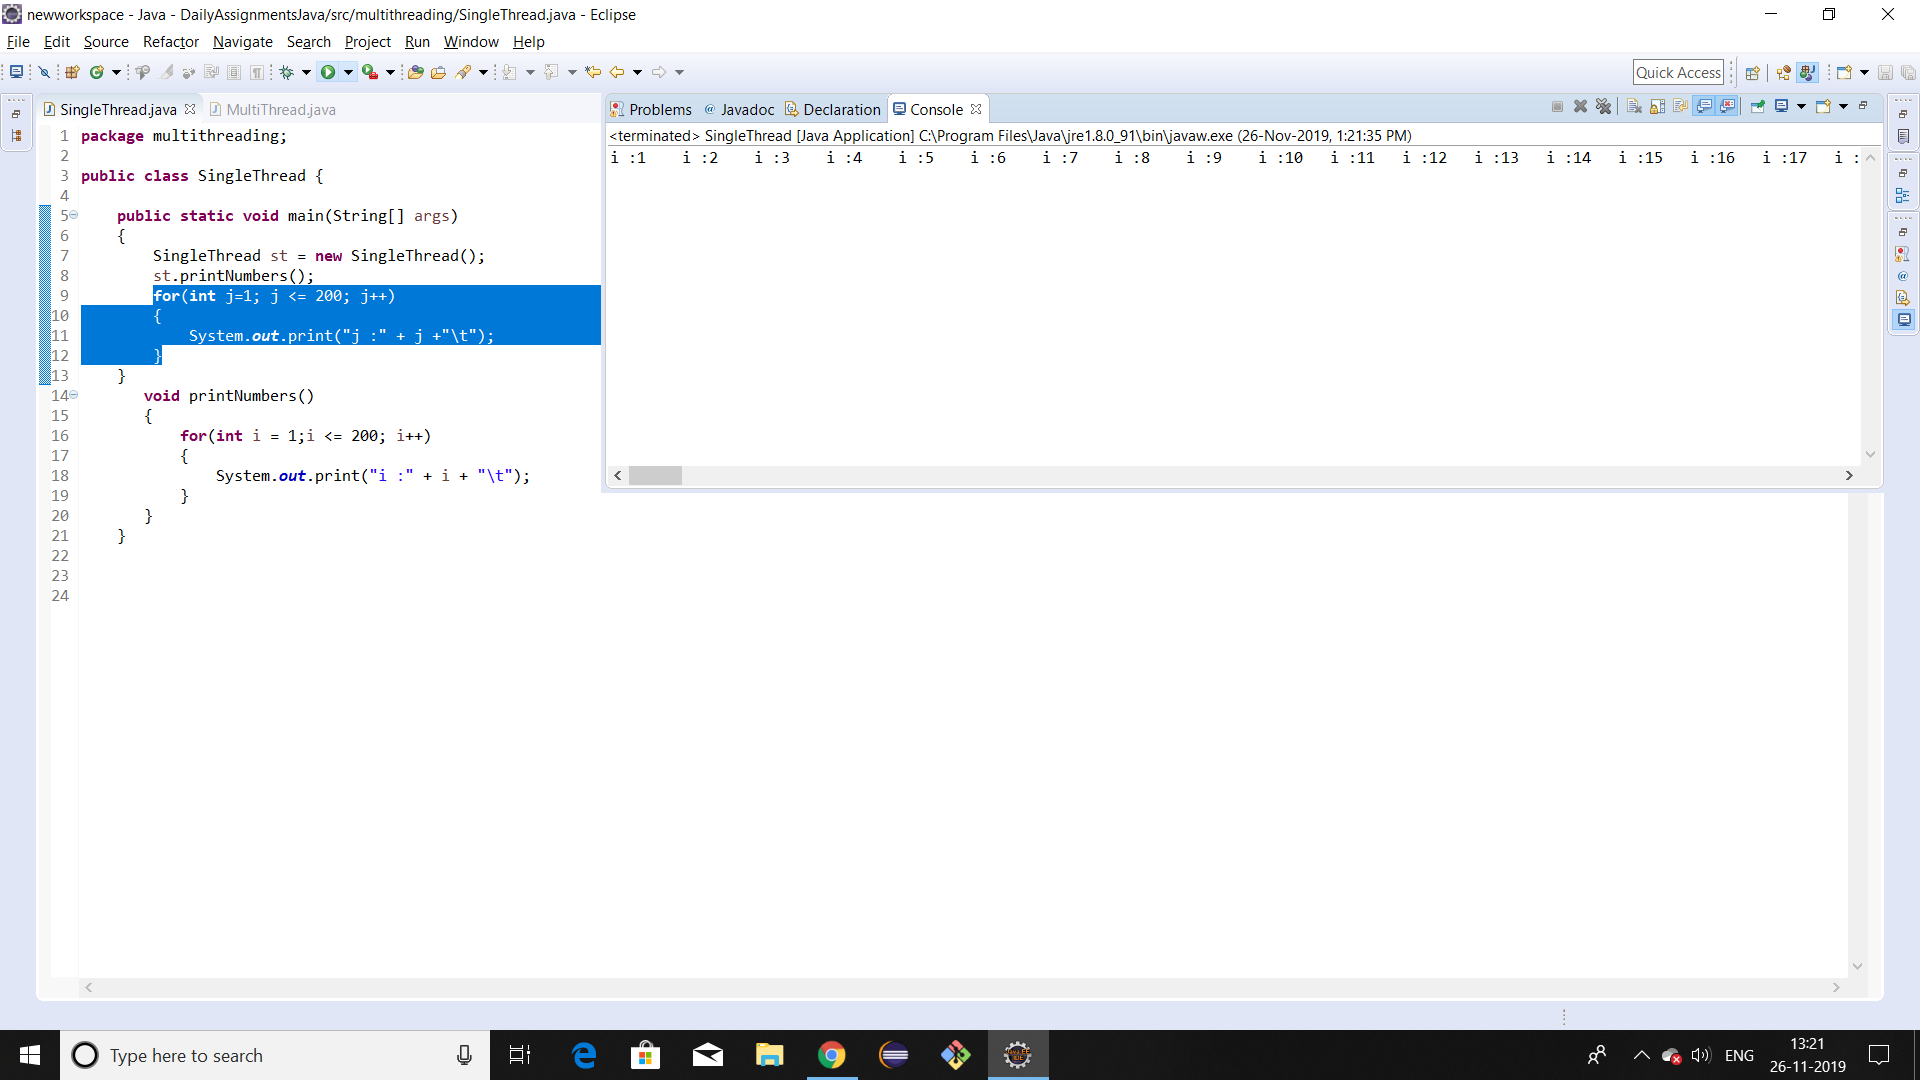 newworkspace - Java - DailyAssignmentsJava/src/multithreading/SingleThread.java - Eclipse
File Edit Source Refactor Navigate Search Project Run Window Help
Quick Access
SingleThread.java MultiThread.java
1 package multithreading;
2
3 public class SingleThread {
4
5 public static void main(String[] args)
6 {
7 SingleThread st = new SingleThread();
8 st.printNumbers();
9 for(int j=1; j <= 200; j++)
10 {
11 System.out.print("j :" + j +"\t");
12 }
13 }
14 void printNumbers()
15 {
16 for(int i = 1;i <= 200; i++)
17 {
18 System.out.print("i :" + i + "\t");
19 }
20 }
21 }
22
23
24
Problems @ Javadoc Declaration Console
<terminated> SingleThread [Java Application] C:\Program Files\Java\jre1.8.0_91\bin\javaw.exe (26-Nov-2019, 1:21:35 PM)
i :1 i :2 i :3 i :4 i :5 i :6 i :7 i :8 i :9 i :10 i :11 i :12 i :13 i :14 i :15 i :16 i :17 i :
Type here to search
ENG
13:21
26-11-2019